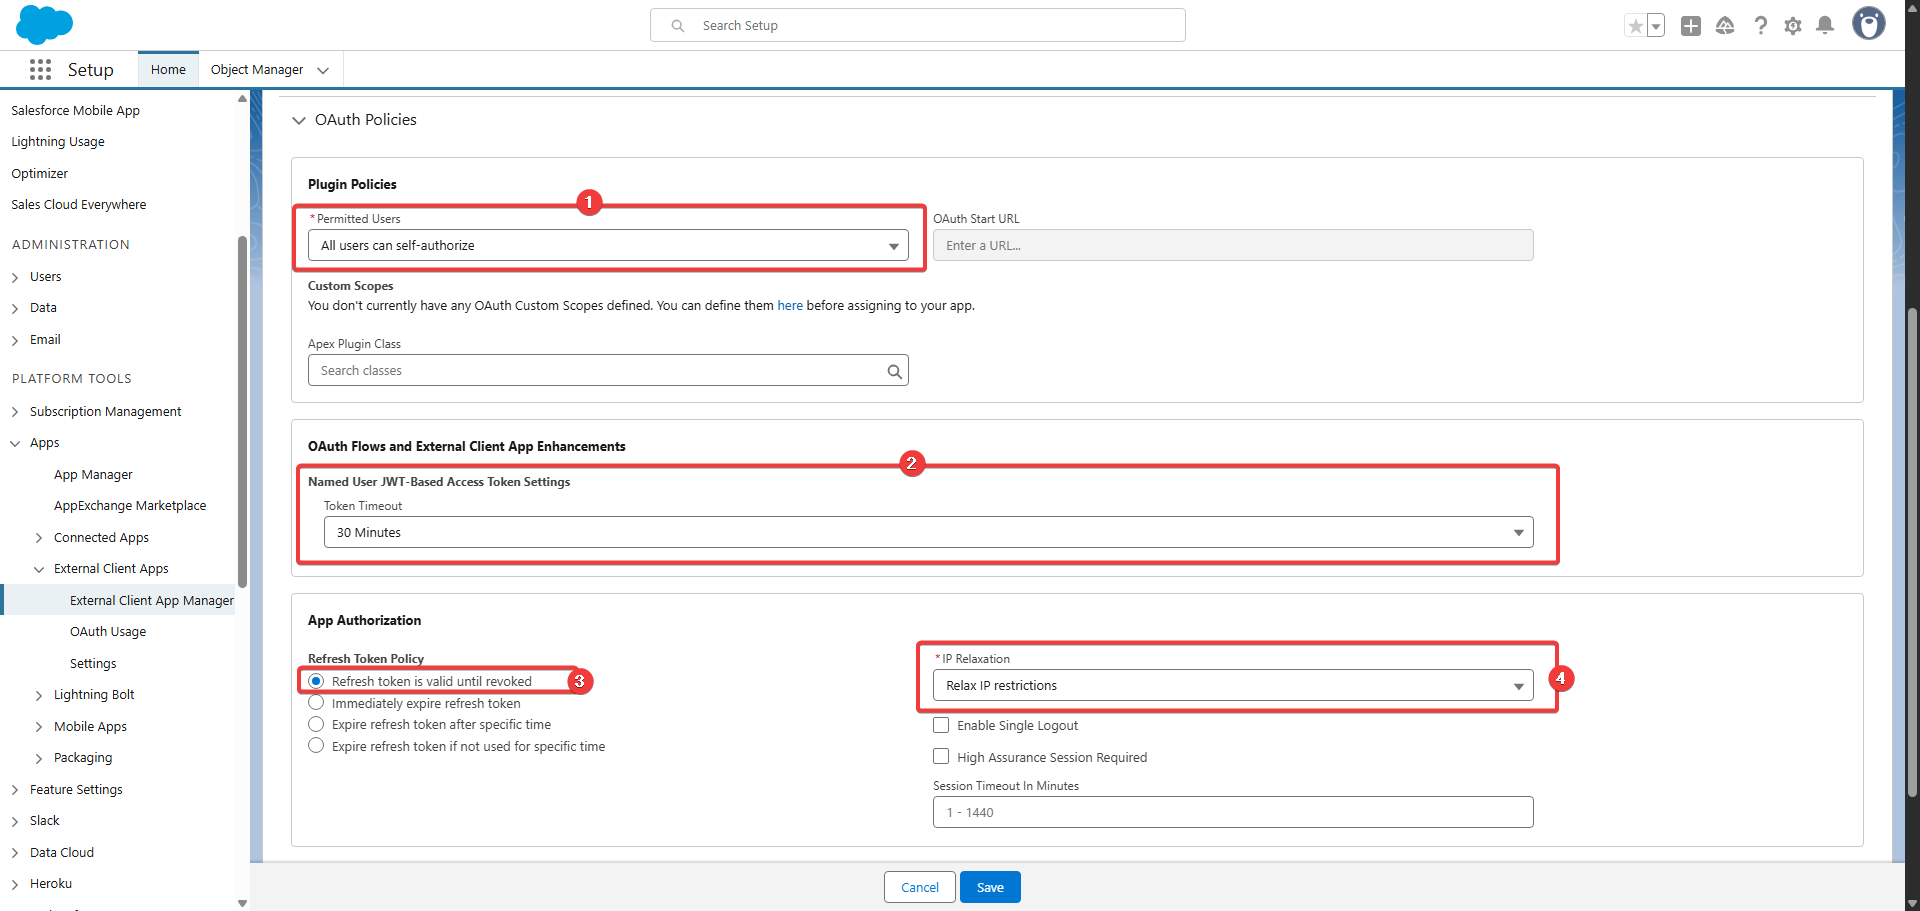 Search Setup
Setup
Home
Object Manager
Salesforce Mobile App
Lightning Usage
Optimizer
Sales Cloud Everywhere
ADMINISTRATION
Users
Data
Email
PLATFORM TOOLS
Subscription Management
Apps
App Manager
AppExchange Marketplace
Connected Apps
External Client Apps
External Client App Manager
OAuth Usage
Settings
Lightning Bolt
Mobile Apps
Packaging
Feature Settings
Slack
Data Cloud
Heroku
OAuth Policies
Plugin Policies
1
*Permitted Users
All users can self-authorize
OAuth Start URL
Enter a URL...
Custom Scopes
You don't currently have any OAuth Custom Scopes defined. You can define them here before assigning to your app.
Apex Plugin Class
Search classes
OAuth Flows and External Client App Enhancements
2
Named User JWT-Based Access Token Settings
Token Timeout
30 Minutes
App Authorization
Refresh Token Policy
Refresh token is valid until revoked
3
Immediately expire refresh token
Expire refresh token after specific time
Expire refresh token if not used for specific time
*IP Relaxation
Relax IP restrictions
4
Enable Single Logout
High Assurance Session Required
Session Timeout In Minutes
1 - 1440
Cancel
Save